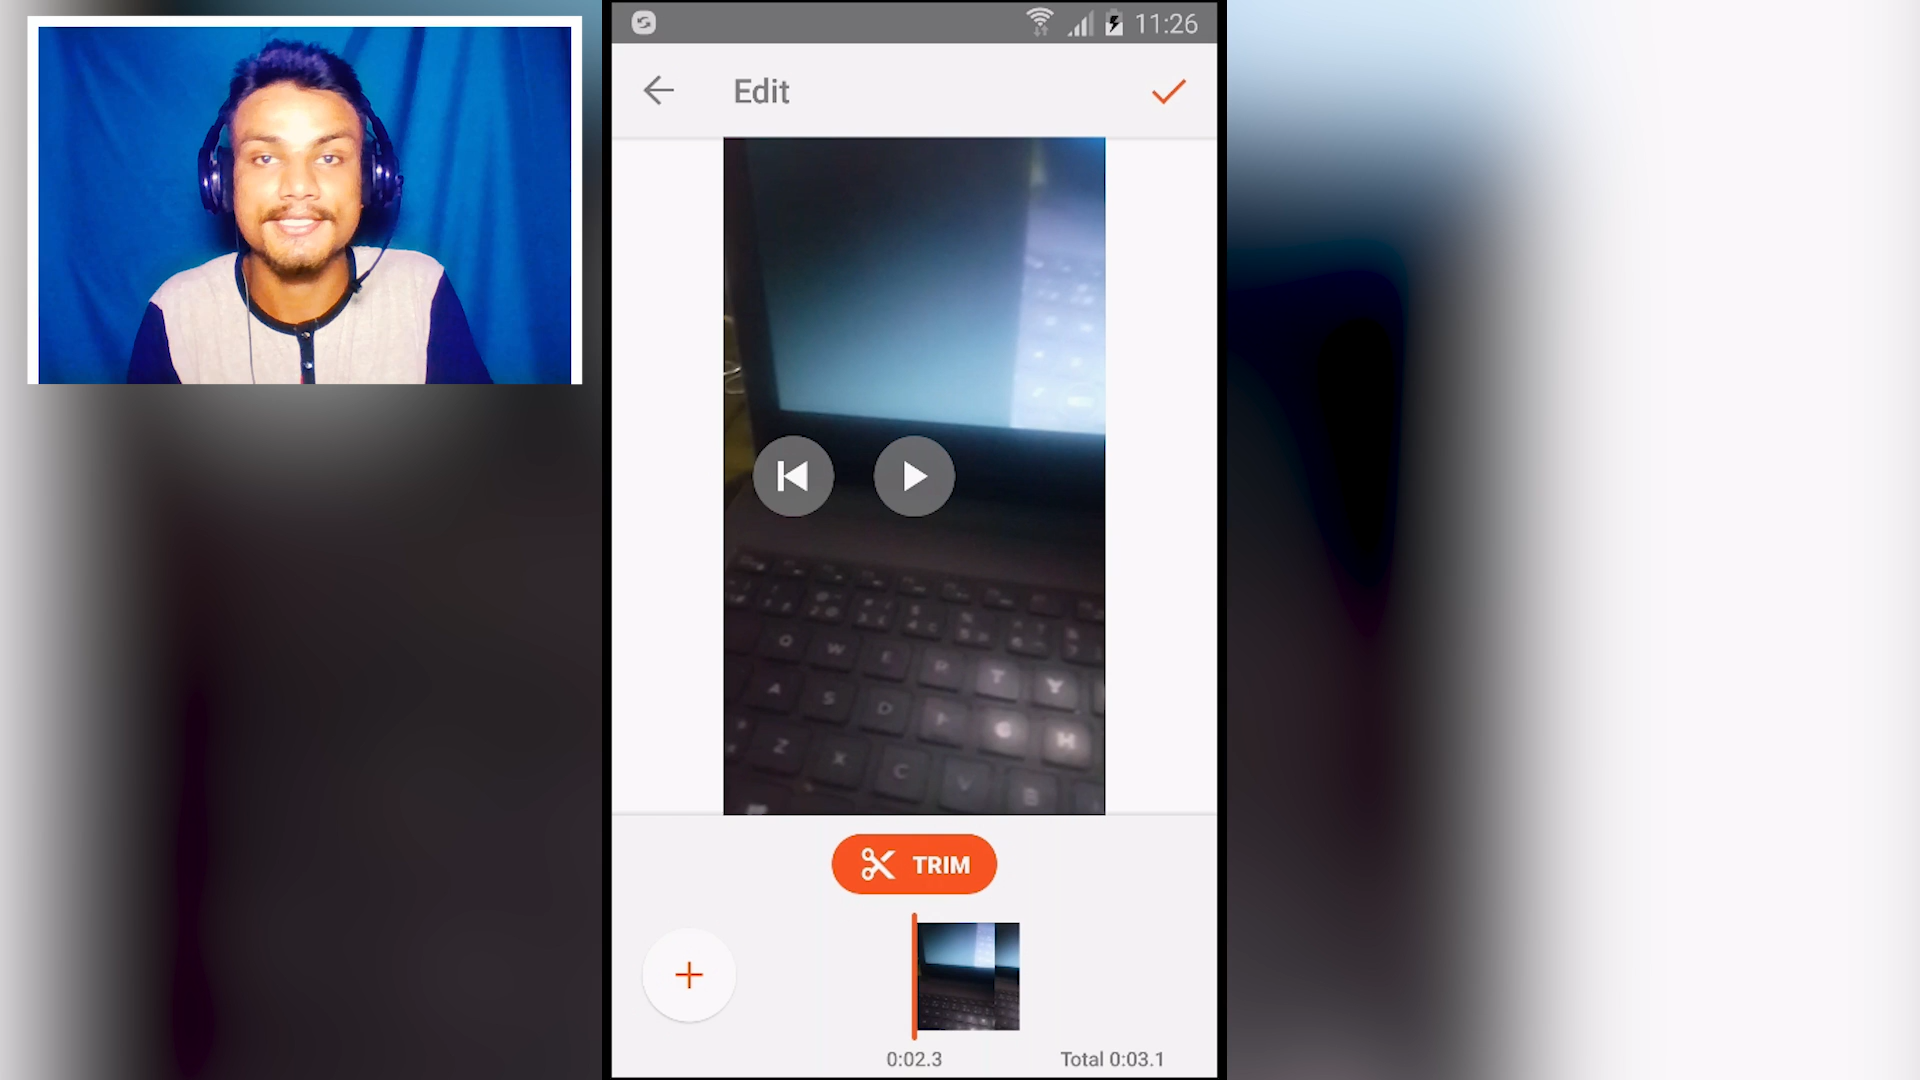 11:26
Edit
TRIM
0:02.3
Total 0:03.1
W E R T Y
A S D
Z X C V B